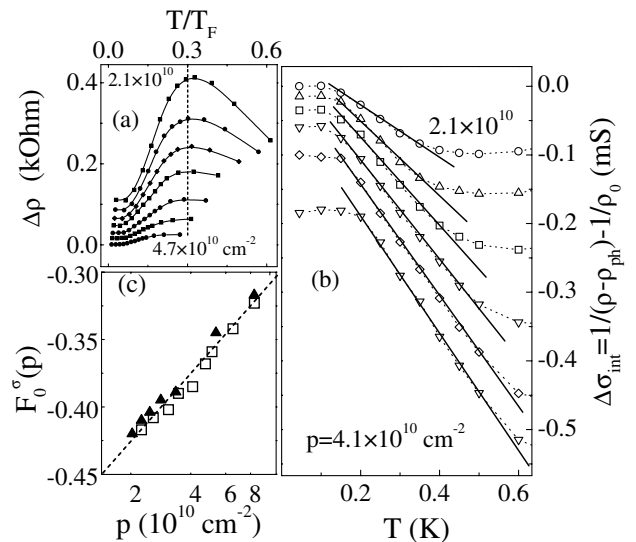 T/T_F
0.0 0.3 0.6
0.4
0.2
0.0
Δρ (kOhm)
2.1×10^10
(a)
4.7×10^10 cm^-2
-0.30
-0.35
-0.40
-0.45
F_0^σ(p)
(c)
2 4 6 8
p (10^10 cm^-2)
2.1×10^10
(b)
p=4.1×10^10 cm^-2
0.0
-0.1
-0.2
-0.3
-0.4
-0.5
Δσ_int=1/(ρ-ρ_ph)-1/ρ_0 (mS)
0.2 0.4 0.6
T (K)